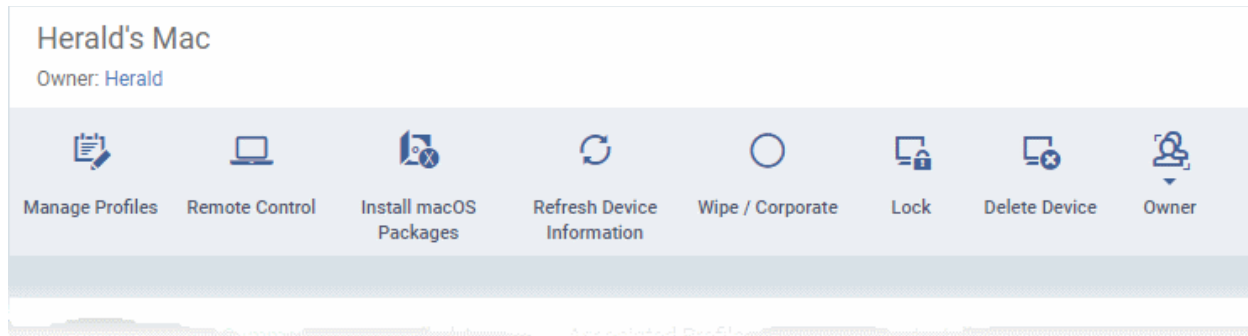 Herald's Mac
Owner: Herald
Manage Profiles
Remote Control
Install macOS
Packages
Refresh Device
Information
Wipe / Corporate
Lock
Delete Device
Owner